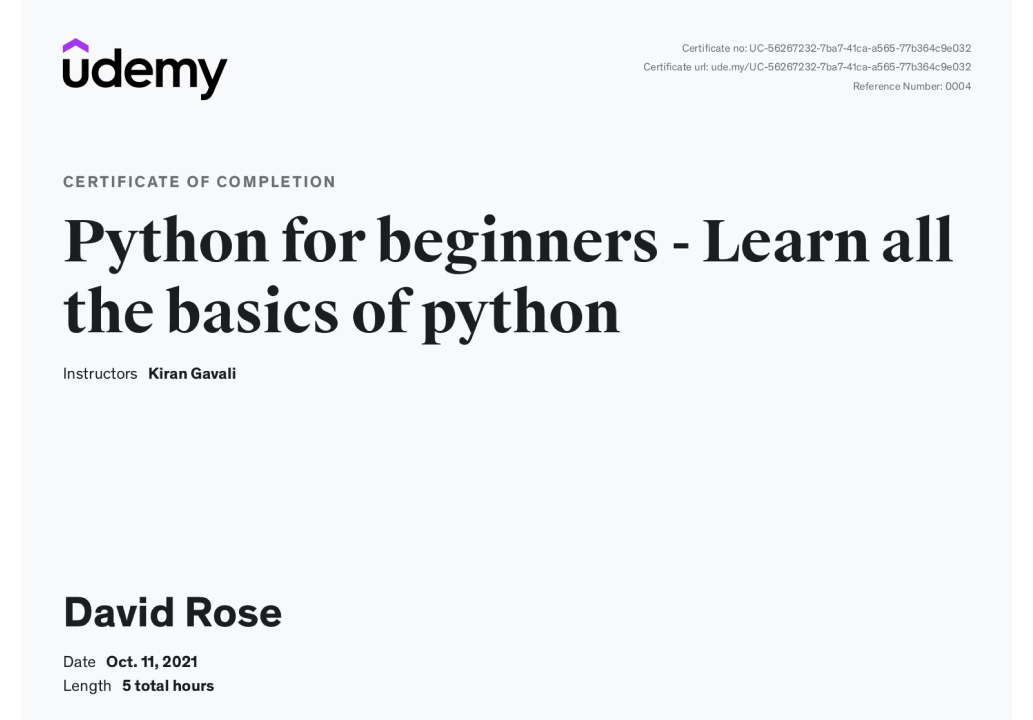 udemy
Certificate no: UC-56267232-7ba7-41ca-a565-77b364c9e032
Certificate url: ude.my/UC-56267232-7ba7-41ca-a565-77b364c9e032
Reference Number: 0004
CERTIFICATE OF COMPLETION
Python for beginners - Learn all
the basics of python
Instructors Kiran Gavali
David Rose
Date Oct. 11, 2021
Length 5 total hours